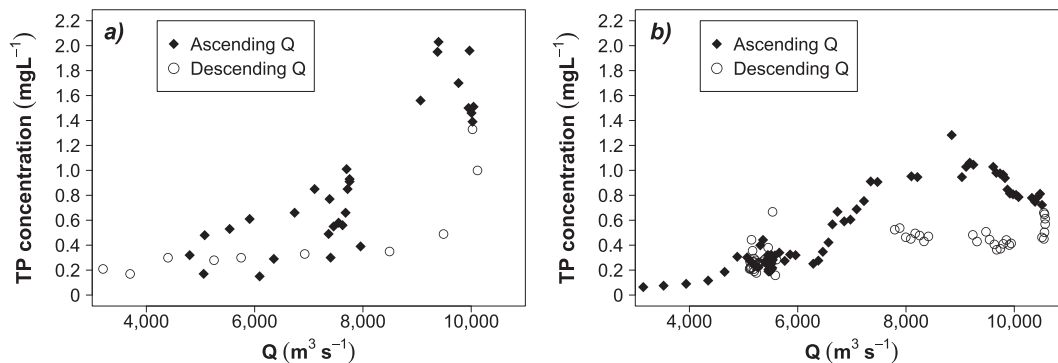 a)
Ascending Q
Descending Q
TP concentration (mgL⁻¹)
2.2
2.0
1.8
1.6
1.4
1.2
1.0
0.8
0.6
0.4
0.2
0
4,000 6,000 8,000 10,000
Q (m³ s⁻¹)
b)
Ascending Q
Descending Q
TP concentration (mgL⁻¹)
2.2
2.0
1.8
1.6
1.4
1.2
1.0
0.8
0.6
0.4
0.2
0
4,000 6,000 8,000 10,000
Q (m³ s⁻¹)